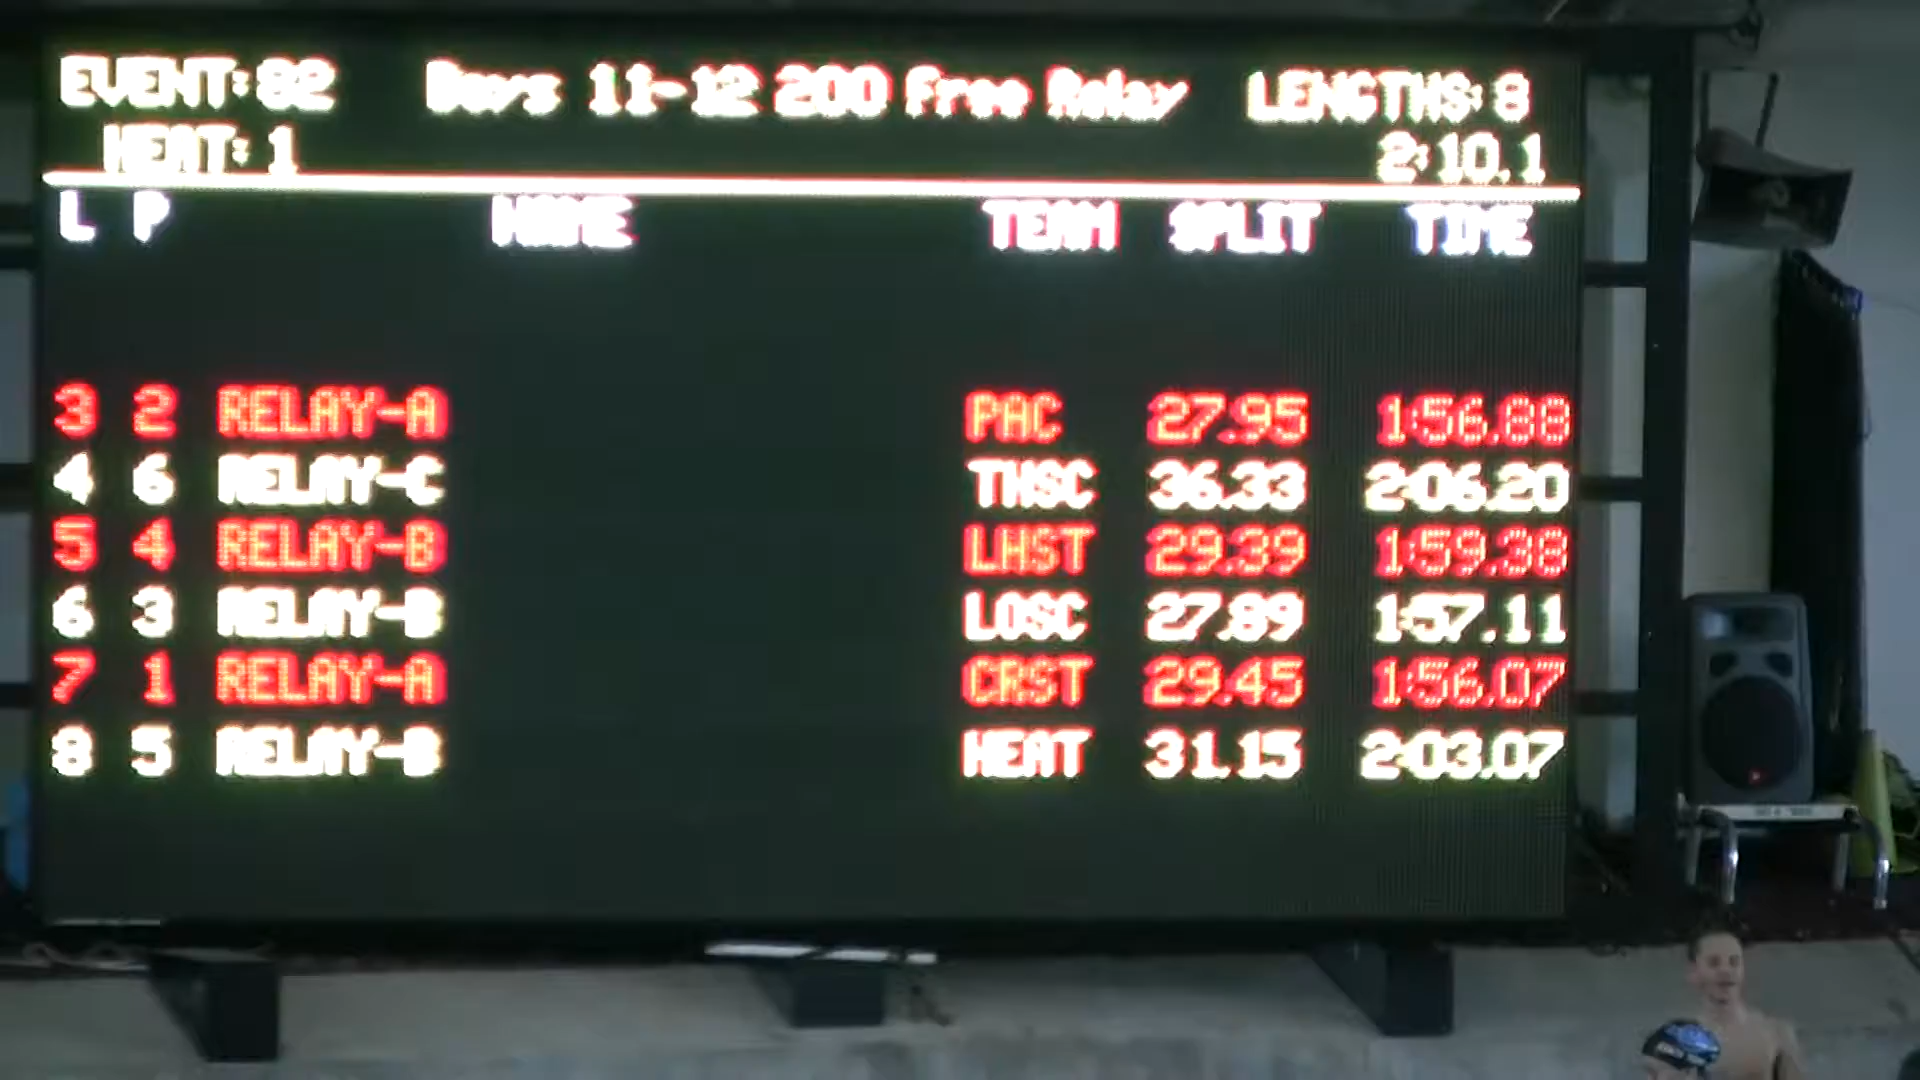 EVENT:82 Boys 11-12 200 Free Relay LENGTHS:8
HEAT: 1 2:10.1
L P NAME TEAM SPLIT TIME
3 2 RELAY-A PAC 27.95 1:56.88
4 6 RELAY-C THSC 36.33 2:06.20
5 4 RELAY-B LHST 29.39 1:59.38
6 3 RELAY-B LOSC 27.89 1:57.11
7 1 RELAY-A CRST 29.45 1:56.07
8 5 RELAY-B HEAT 31.15 2:03.07